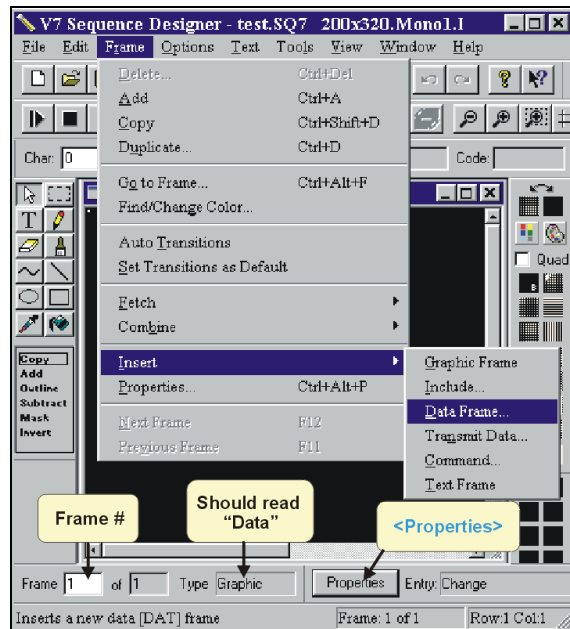 V7 Sequence Designer - test.SQ7 200x320.Mono1.I
File Edit Frame Options Text Tools View Window Help
Delete... Ctrl+Del
Add Ctrl+A
Copy Ctrl+Shift+D
Duplicate... Ctrl+D
Char: 0
Code:
Go to Frame... Ctrl+Alt+F
Find/Change Color...
Auto Transitions
Set Transitions as Default
Quad
Fetch
Combine
Insert
Properties... Ctrl+Alt+P
Next Frame F12
Previous Frame F11
Graphic Frame
Include...
Data Frame...
Transmit Data...
Command...
Text Frame
Copy
Add
Outline
Subtract
Mask
Invert
Frame #
Should read
“Data”
<Properties>
Frame 1 of 1 Type Graphic Properties Entry: Change
Inserts a new data [DAT] frame Frame: 1 of 1 Row:1 Col:1